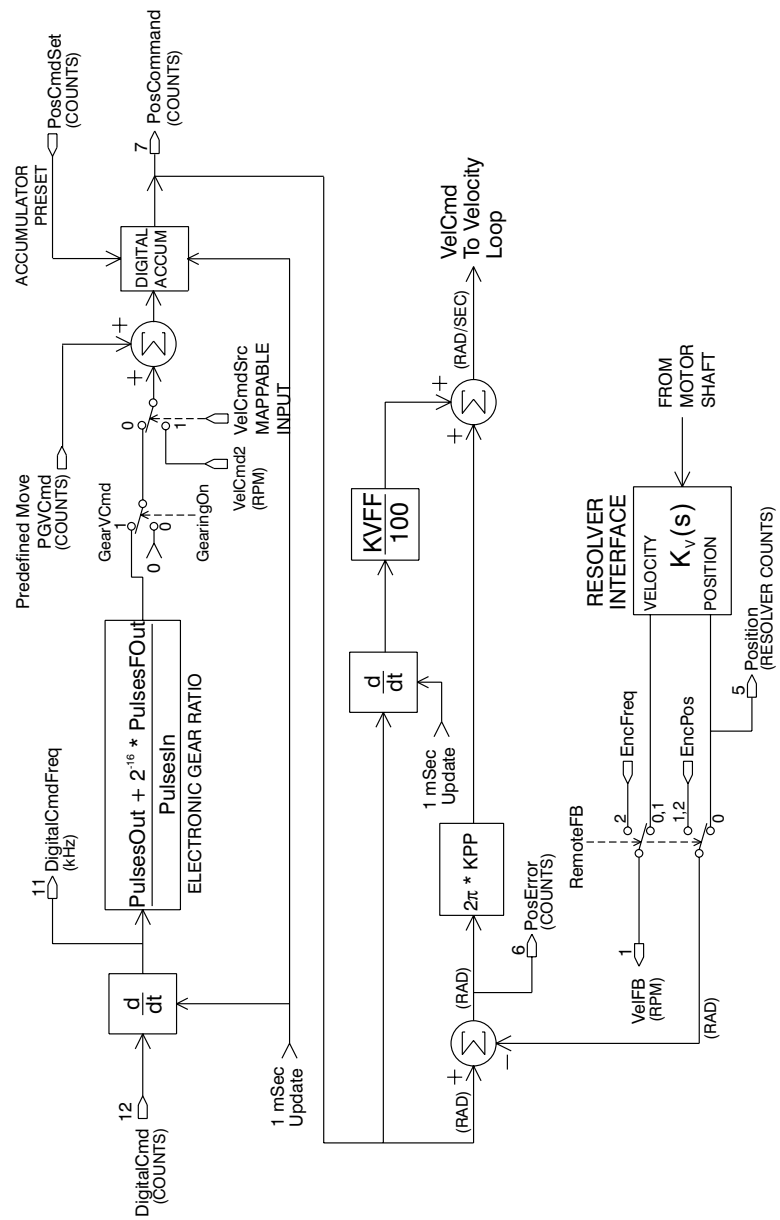 12
DigitalCmd
(COUNTS)
d
dt
11
DigitalCmdFreq
(kHz)
PulsesOut + 2^-16 * PulsesFOut
PulsesIn
ELECTRONIC GEAR RATIO
Predefined Move
PGVCmd
(COUNTS)
GearVCmd
1
0
0
GearingOn
0
1
VelCmd2
(RPM)
VelCmdSrc
MAPPABLE
INPUT
+
+
Σ
ACCUMULATOR
PRESET
PosCmdSet
(COUNTS)
DIGITAL
ACCUM
7
PosCommand
(COUNTS)
1 mSec
Update
d
dt
1 mSec
Update
KVFF
100
(RAD)
+
−
Σ
(RAD)
6
PosError
(COUNTS)
2π * KPP
+
+
Σ
(RAD/SEC)
VelCmd
To Velocity
Loop
(RAD)
1
VelFB
(RPM)
RemoteFB
2
0,1
EncFreq
1,2
0
EncPos
5
Position
(RESOLVER COUNTS)
RESOLVER
INTERFACE
VELOCITY
Kv(s)
POSITION
FROM
MOTOR
SHAFT